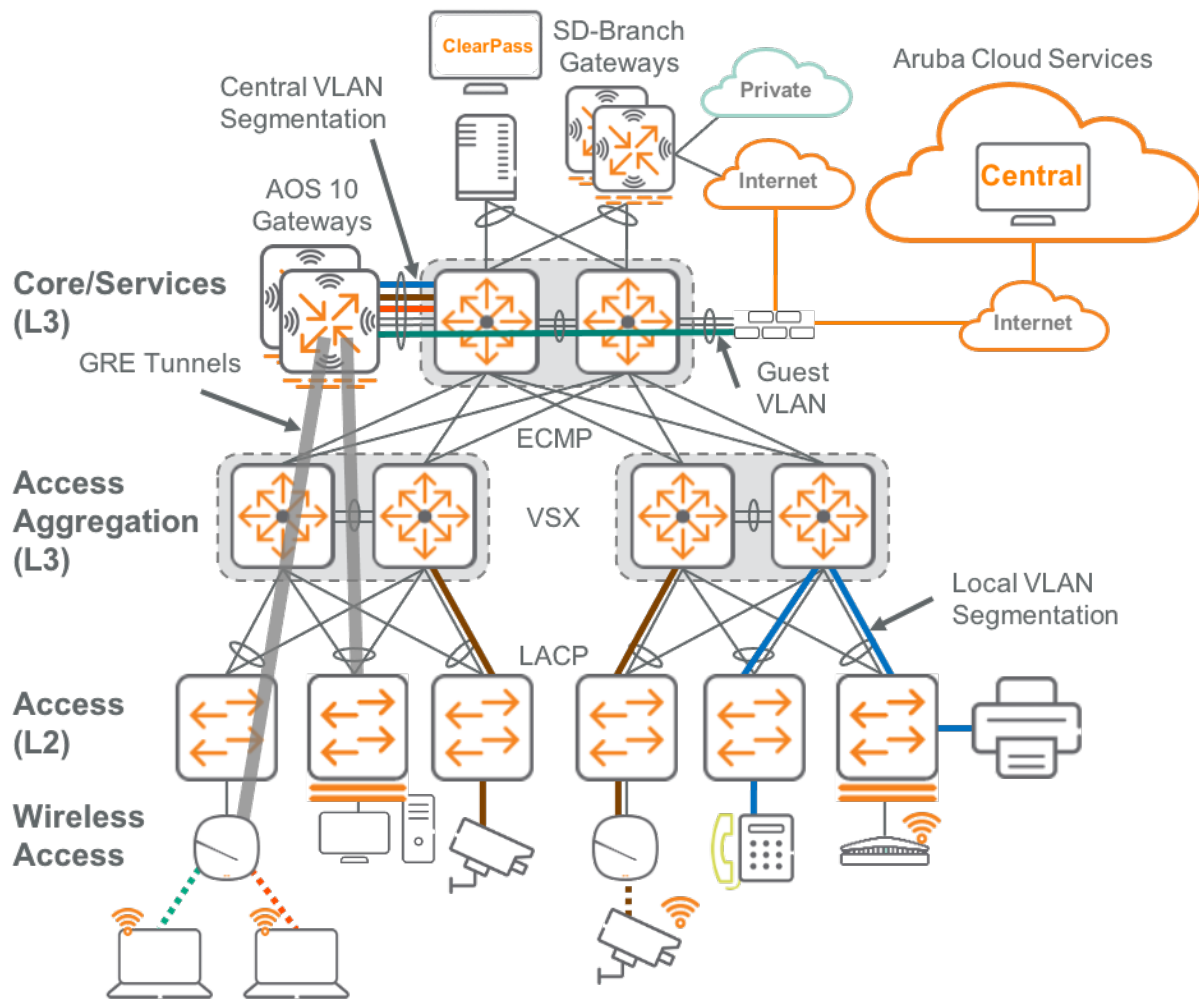 ClearPass
SD-Branch
Gateways
Private
Aruba Cloud Services
Central VLAN
Segmentation
Internet
Central
AOS 10
Gateways
Core/Services
(L3)
Internet
GRE Tunnels
Guest
VLAN
ECMP
Access
Aggregation
(L3)
VSX
Local VLAN
Segmentation
LACP
Access
(L2)
Wireless
Access